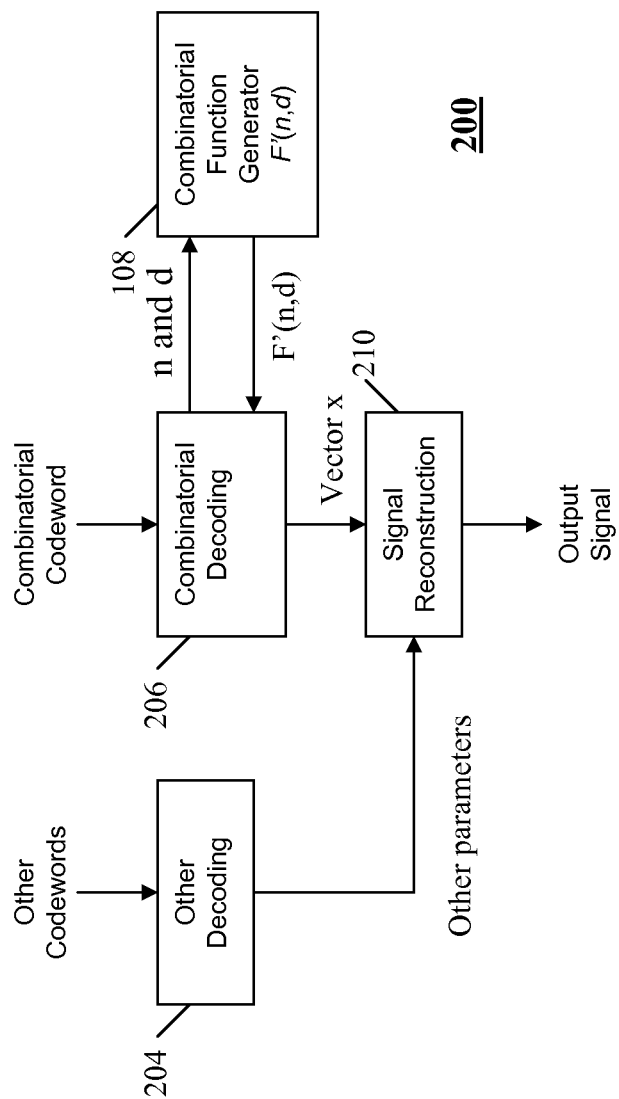 Other
Codewords
Combinatorial
Codeword
204
Other
Decoding
206
Combinatorial
Decoding
n and d
F'(n,d)
108
Combinatorial
Function
Generator
F'(n,d)
Vector x
Other parameters
210
Signal
Reconstruction
Output
Signal
200